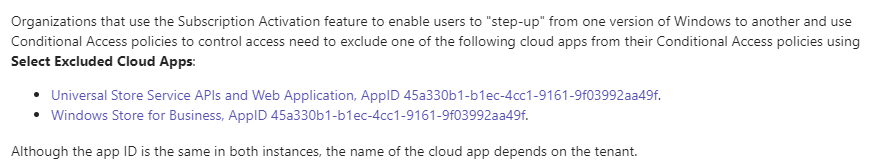 Organizations that use the Subscription Activation feature to enable users to "step-up" from one version of Windows to another and use
Conditional Access policies to control access need to exclude one of the following cloud apps from their Conditional Access policies using
Select Excluded Cloud Apps:
• Universal Store Service APIs and Web Application, AppID 45a330b1-b1ec-4cc1-9161-9f03992aa49f.
• Windows Store for Business, AppID 45a330b1-b1ec-4cc1-9161-9f03992aa49f.
Although the app ID is the same in both instances, the name of the cloud app depends on the tenant.